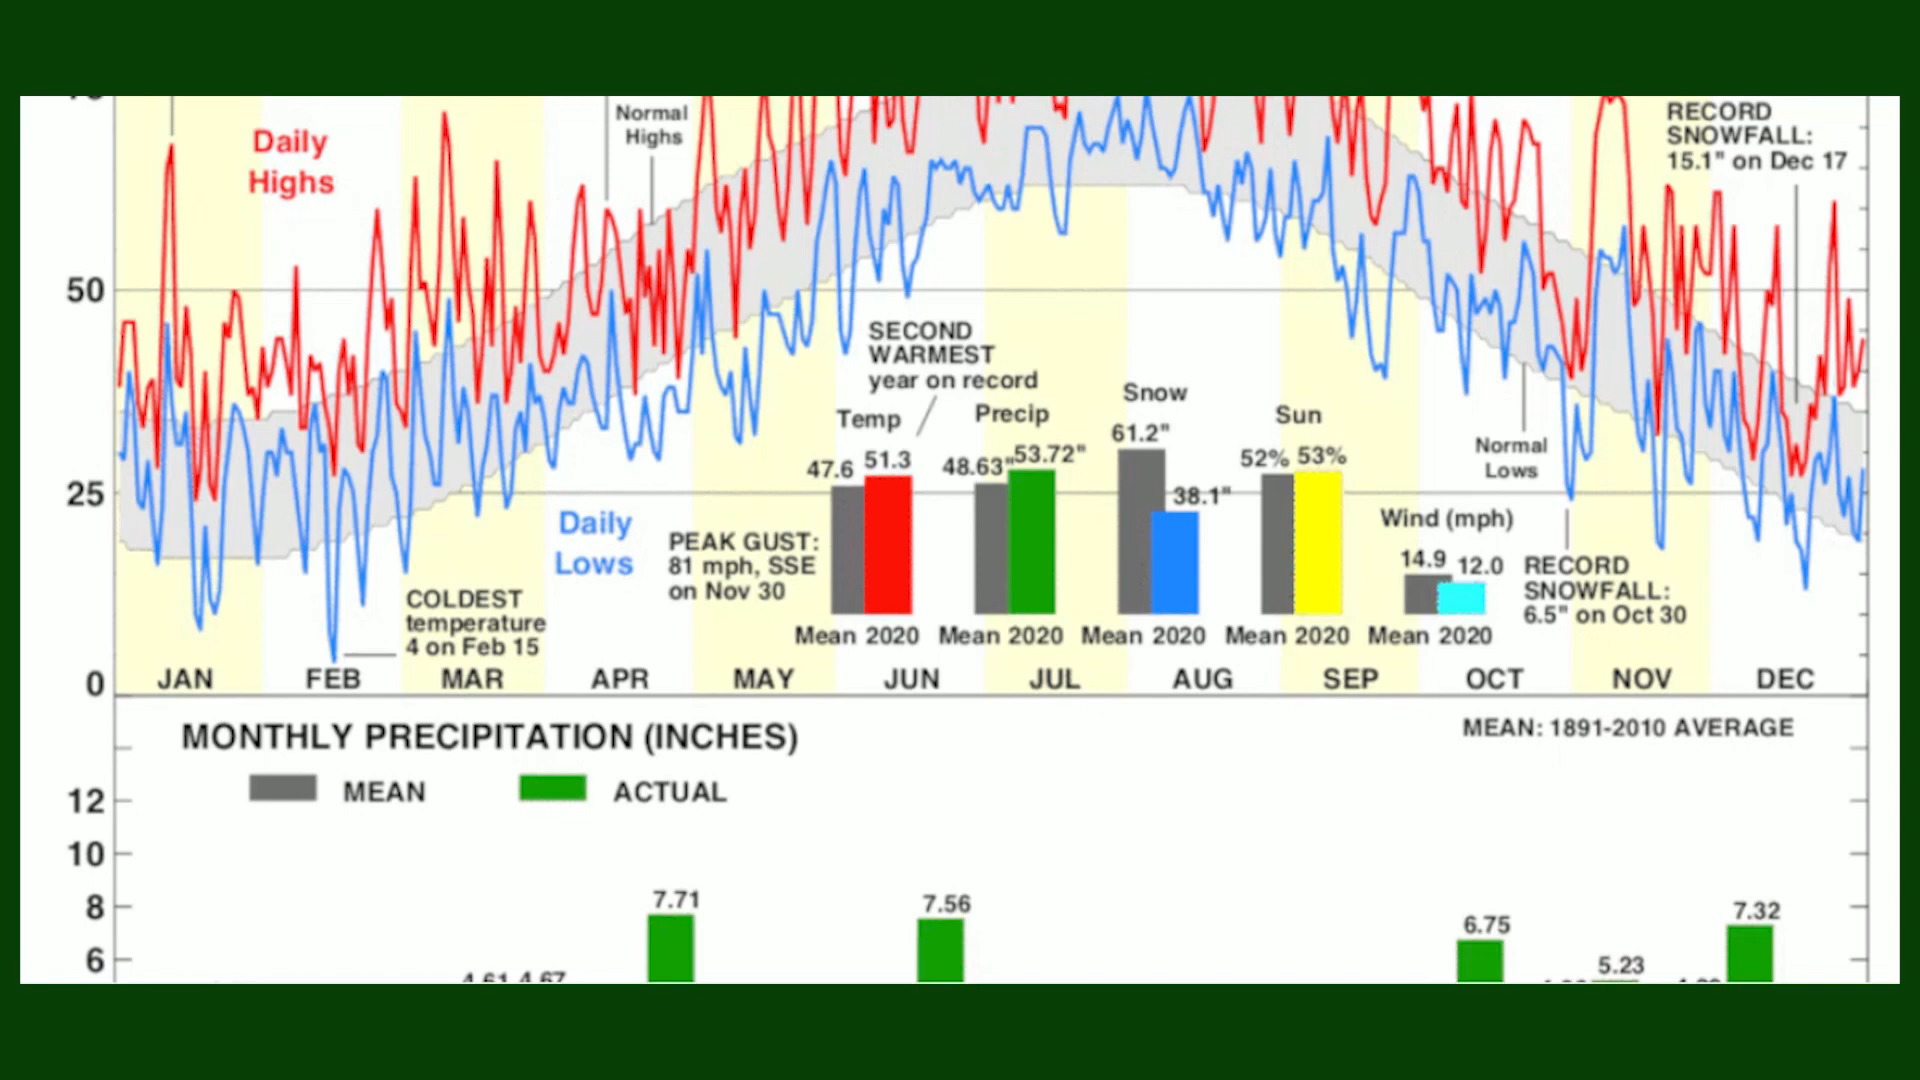 Normal
Highs
RECORD
SNOWFALL:
15.1" on Dec 17
Daily
Highs
50
SECOND
WARMEST
year on record
Temp
Precip
Snow
Sun
47.6
51.3
48.63"
53.72"
61.2"
38.1"
52%
53%
Normal
Lows
25
Daily
Lows
PEAK GUST:
81 mph, SSE
on Nov 30
Wind (mph)
14.9
12.0
RECORD
SNOWFALL:
6.5" on Oct 30
COLDEST
temperature
4 on Feb 15
Mean 2020
Mean 2020
Mean 2020
Mean 2020
Mean 2020
0
JAN FEB MAR APR MAY JUN JUL AUG SEP OCT NOV DEC
MONTHLY PRECIPITATION (INCHES)
MEAN: 1891-2010 AVERAGE
MEAN
ACTUAL
12
10
8
7.71
7.56
6.75
7.32
6
5.23
4.61 4.67